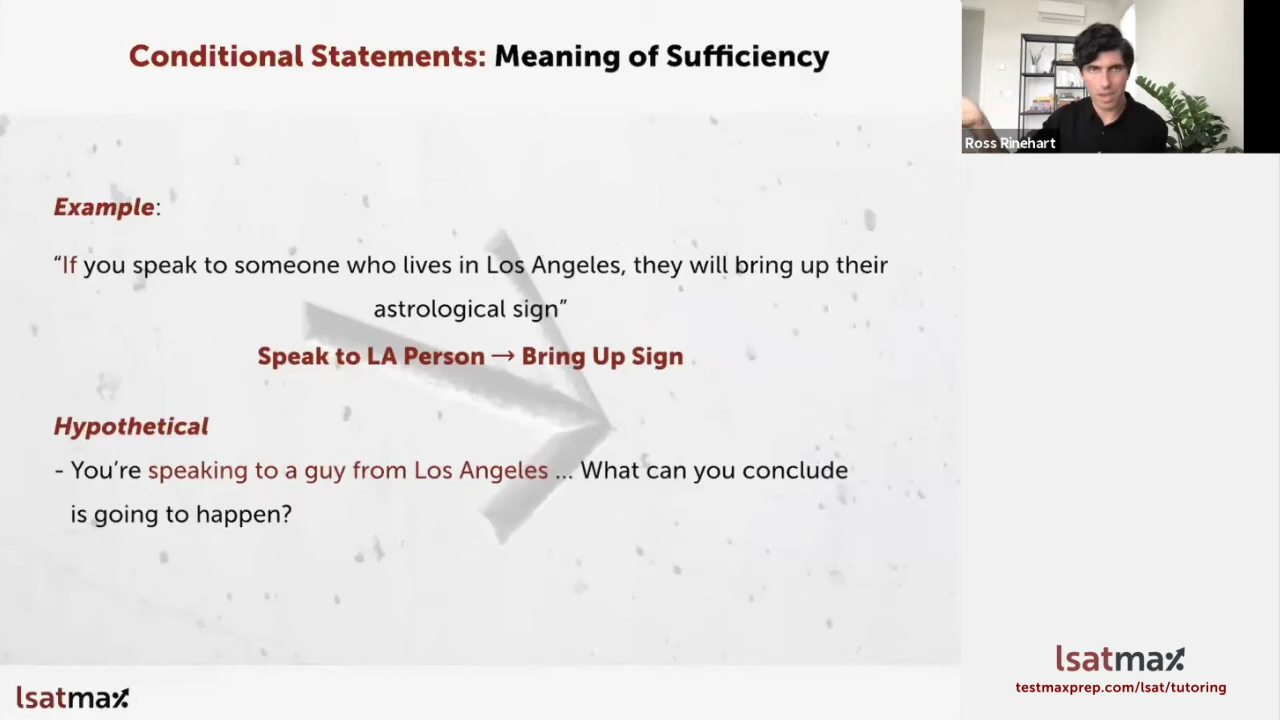 Conditional Statements: Meaning of Sufficiency
Ross Rinehart
Example:
“If you speak to someone who lives in Los Angeles, they will bring up their
astrological sign”
Speak to LA Person → Bring Up Sign
Hypothetical
- You’re speaking to a guy from Los Angeles ... What can you conclude
is going to happen?
lsatmax
testmaxprep.com/lsat/tutoring
lsatmax